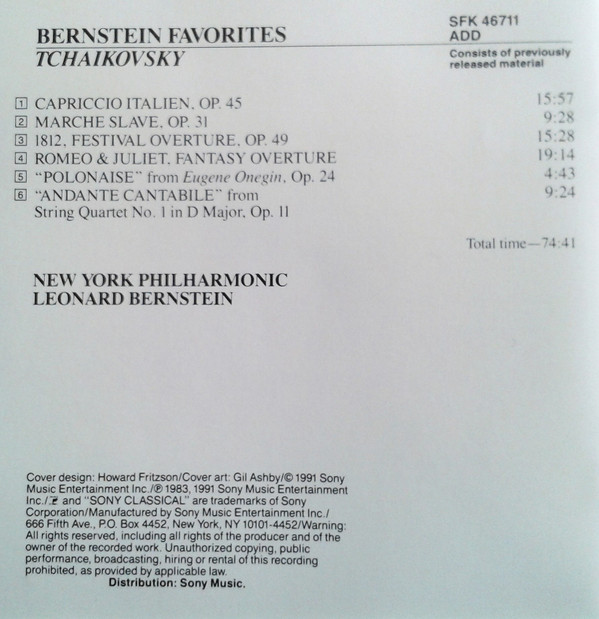 BERNSTEIN FAVORITES
TCHAIKOVSKY
SFK 46711
ADD
Consists of previously
released material
1 CAPRICCIO ITALIEN, OP. 45 15:57
2 MARCHE SLAVE, OP. 31 9:28
3 1812, FESTIVAL OVERTURE, OP. 49 15:28
4 ROMEO & JULIET, FANTASY OVERTURE 19:14
5 "POLONAISE" from Eugene Onegin, Op. 24 4:43
6 "ANDANTE CANTABILE" from 9:24
String Quartet No. 1 in D Major, Op. 11
Total time—74:41
NEW YORK PHILHARMONIC
LEONARD BERNSTEIN
Cover design: Howard Fritzson/Cover art: Gil Ashby/© 1991 Sony
Music Entertainment Inc./℗ 1983, 1991 Sony Music Entertainment
Inc./ and "SONY CLASSICAL" are trademarks of Sony
Corporation/Manufactured by Sony Music Entertainment Inc./
666 Fifth Ave., P.O. Box 4452, New York, NY 10101-4452/Warning:
All rights reserved, including all rights of the producer and of the
owner of the recorded work. Unauthorized copying, public
performance, broadcasting, hiring or rental of this recording
prohibited, as provided by applicable law.
Distribution: Sony Music.